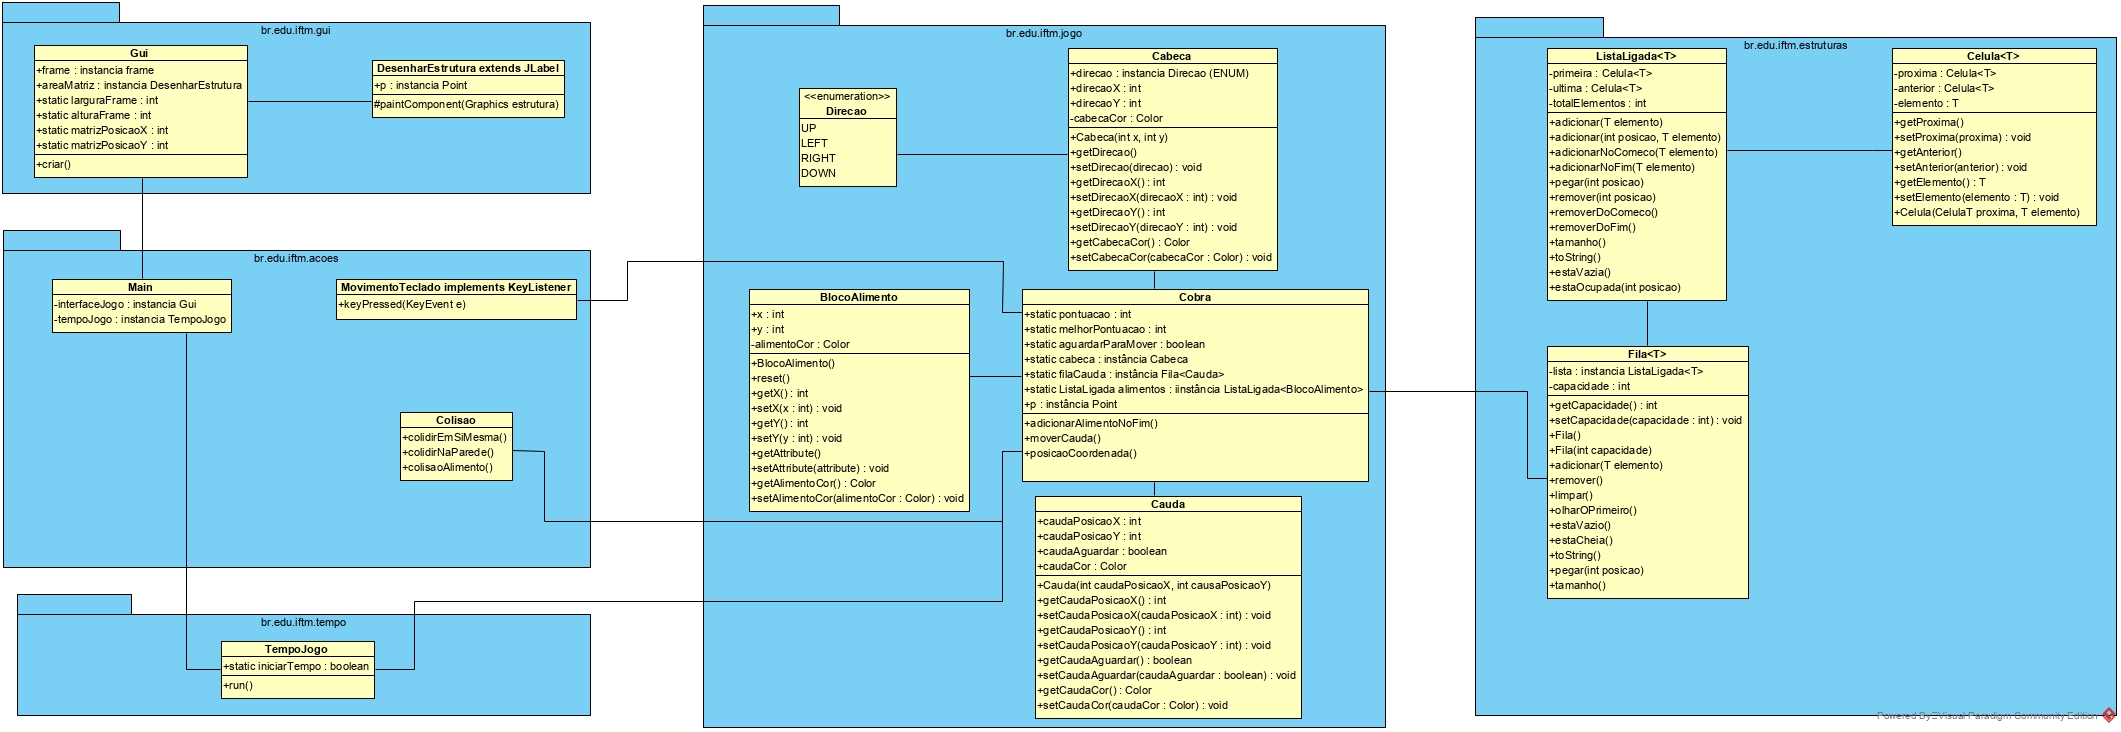 br.edu.iftm.gui
Gui
+frame : instancia frame
+areaMatriz : instancia DesenharEstrutura
+static larguraFrame : int
+static alturaFrame : int
+static matrizPosicaoX : int
+static matrizPosicaoY : int
+criar()
DesenharEstrutura extends JLabel
+p : instancia Point
#paintComponent(Graphics estrutura)
br.edu.iftm.acoes
Main
-interfaceJogo : instancia Gui
-tempoJogo : instancia TempoJogo
MovimentoTeclado implements KeyListener
+keyPressed(KeyEvent e)
Colisao
+colidirEmSiMesma()
+colidirNaParede()
+colisaoAlimento()
br.edu.iftm.tempo
TempoJogo
+static iniciarTempo : boolean
+run()
br.edu.iftm.jogo
<<enumeration>>
Direcao
UP
LEFT
RIGHT
DOWN
Cabeca
+direcao : instancia Direcao (ENUM)
+direcaoX : int
+direcaoY : int
-cabecaCor : Color
+Cabeca(int x, int y)
+getDirecao()
+setDirecao(direcao) : void
+getDirecaoX() : int
+setDirecaoX(direcaoX : int) : void
+getDirecaoY() : int
+setDirecaoY(direcaoY : int) : void
+getCabecaCor() : Color
+setCabecaCor(cabecaCor : Color) : void
BlocoAlimento
+x : int
+y : int
-alimentoCor : Color
+BlocoAlimento()
+reset()
+getX() : int
+setX(x : int) : void
+getY() : int
+setY(y : int) : void
+getAttribute()
+setAttribute(attribute) : void
+getAlimentoCor() : Color
+setAlimentoCor(alimentoCor : Color) : void
Cobra
+static pontuacao : int
+static melhorPontuacao : int
+static aguardarParaMover : boolean
+static cabeca : instância Cabeca
+static filaCauda : instância Fila<Cauda>
+static ListaLigada alimentos : iinstância ListaLigada<BlocoAlimento>
+p : instância Point
+adicionarAlimentoNoFim()
+moverCauda()
+posicaoCoordenada()
Cauda
+caudaPosicaoX : int
+caudaPosicaoY : int
+caudaAguardar : boolean
+caudaCor : Color
+Cauda(int caudaPosicaoX, int causaPosicaoY)
+getCaudaPosicaoX() : int
+setCaudaPosicaoX(caudaPosicaoX : int) : void
+getCaudaPosicaoY() : int
+setCaudaPosicaoY(caudaPosicaoY : int) : void
+getCaudaAguardar() : boolean
+setCaudaAguardar(caudaAguardar : boolean) : void
+getCaudaCor() : Color
+setCaudaCor(caudaCor : Color) : void
br.edu.iftm.estruturas
ListaLigada<T>
-primeira : Celula<T>
-ultima : Celula<T>
-totalElementos : int
+adicionar(T elemento)
+adicionar(int posicao, T elemento)
+adicionarNoComeco(T elemento)
+adicionarNoFim(T elemento)
+pegar(int posicao)
+remover(int posicao)
+removerDoComeco()
+removerDoFim()
+tamanho()
+toString()
+estaVazia()
+estaOcupada(int posicao)
Celula<T>
-proxima : Celula<T>
-anterior : Celula<T>
-elemento : T
+getProxima()
+setProxima(proxima) : void
+getAnterior()
+setAnterior(anterior) : void
+getElemento() : T
+setElemento(elemento : T) : void
+Celula(CelulaT proxima, T elemento)
Fila<T>
-lista : instancia ListaLigada<T>
-capacidade : int
+getCapacidade() : int
+setCapacidade(capacidade : int) : void
+Fila()
+Fila(int capacidade)
+adicionar(T elemento)
+remover()
+limpar()
+olharOPrimeiro()
+estaVazio()
+estaCheia()
+toString()
+pegar(int posicao)
+tamanho()
Powered By Visual Paradigm Community Edition